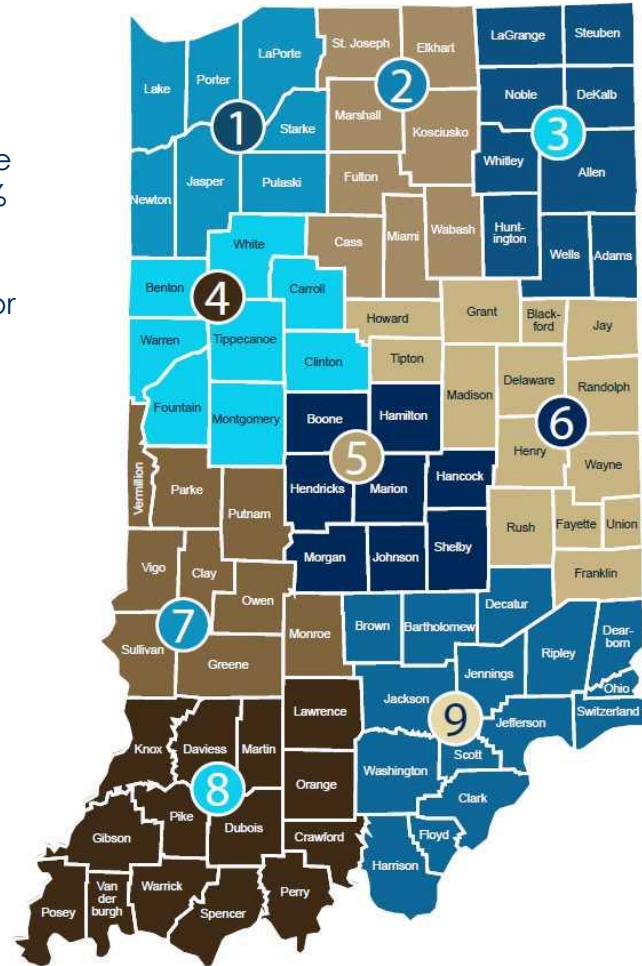 e
%
or
LaGrange
Steuben
St. Joseph
Elkhart
LaPorte
Porter
Lake
2
Noble
DeKalb
1
Starke
Marshall
Kosciusko
3
Whitley
Allen
Newton
Jasper
Pulaski
Fulton
Miami
Wabash
Hunt-
ington
Wells
Adams
White
Cass
Benton
4
Carroll
Howard
Grant
Black-
ford
Jay
Warren
Tippecanoe
Clinton
Tipton
Madison
Delaware
Randolph
Fountain
Montgomery
Boone
Hamilton
6
5
Henry
Wayne
Vermillion
Parke
Putnam
Hendricks
Marion
Hancock
Rush
Fayette
Union
Morgan
Johnson
Shelby
Vigo
Clay
Owen
Franklin
7
Monroe
Brown
Bartholomew
Decatur
Dear-
born
Sullivan
Greene
Jennings
Ripley
Ohio
Jackson
Switzerland
Lawrence
9
Jefferson
Knox
Daviess
Martin
Washington
Scott
8
Orange
Clark
Pike
Dubois
Gibson
Crawford
Floyd
Harrison
Posey
Van
der
burgh
Warrick
Spencer
Perry